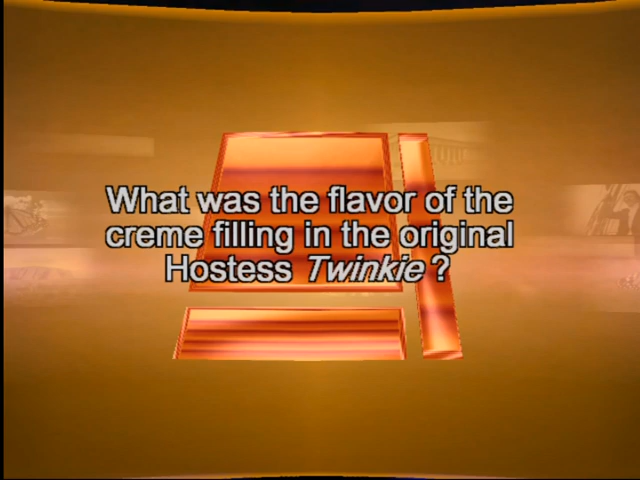 What was the flavor of the
creme filling in the original
Hostess Twinkie ?